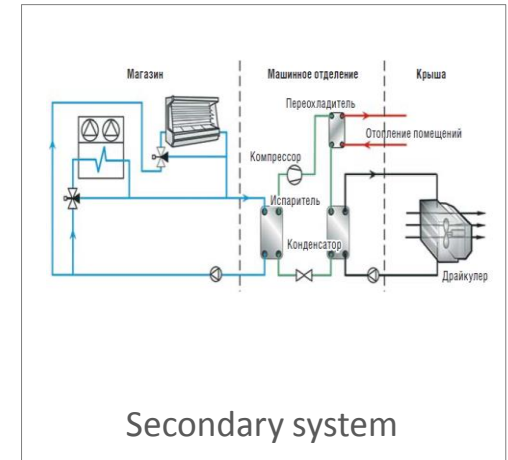 Магазин
Машинное отделение
Крыша
Переохладитель
Отопление помещений
Компрессор
Испаритель
Конденсатор
Драйкулер
Secondary system